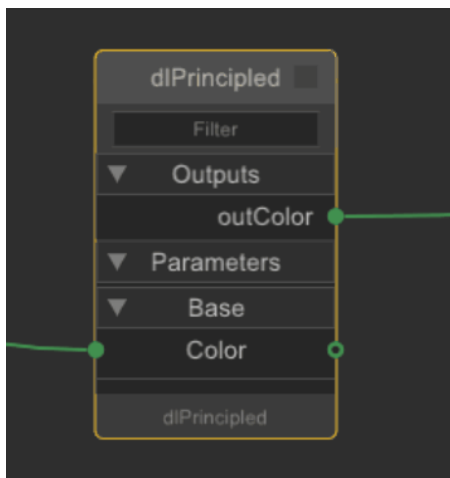 dlPrincipled
Filter
Outputs
outColor
Parameters
Base
Color
dlPrincipled